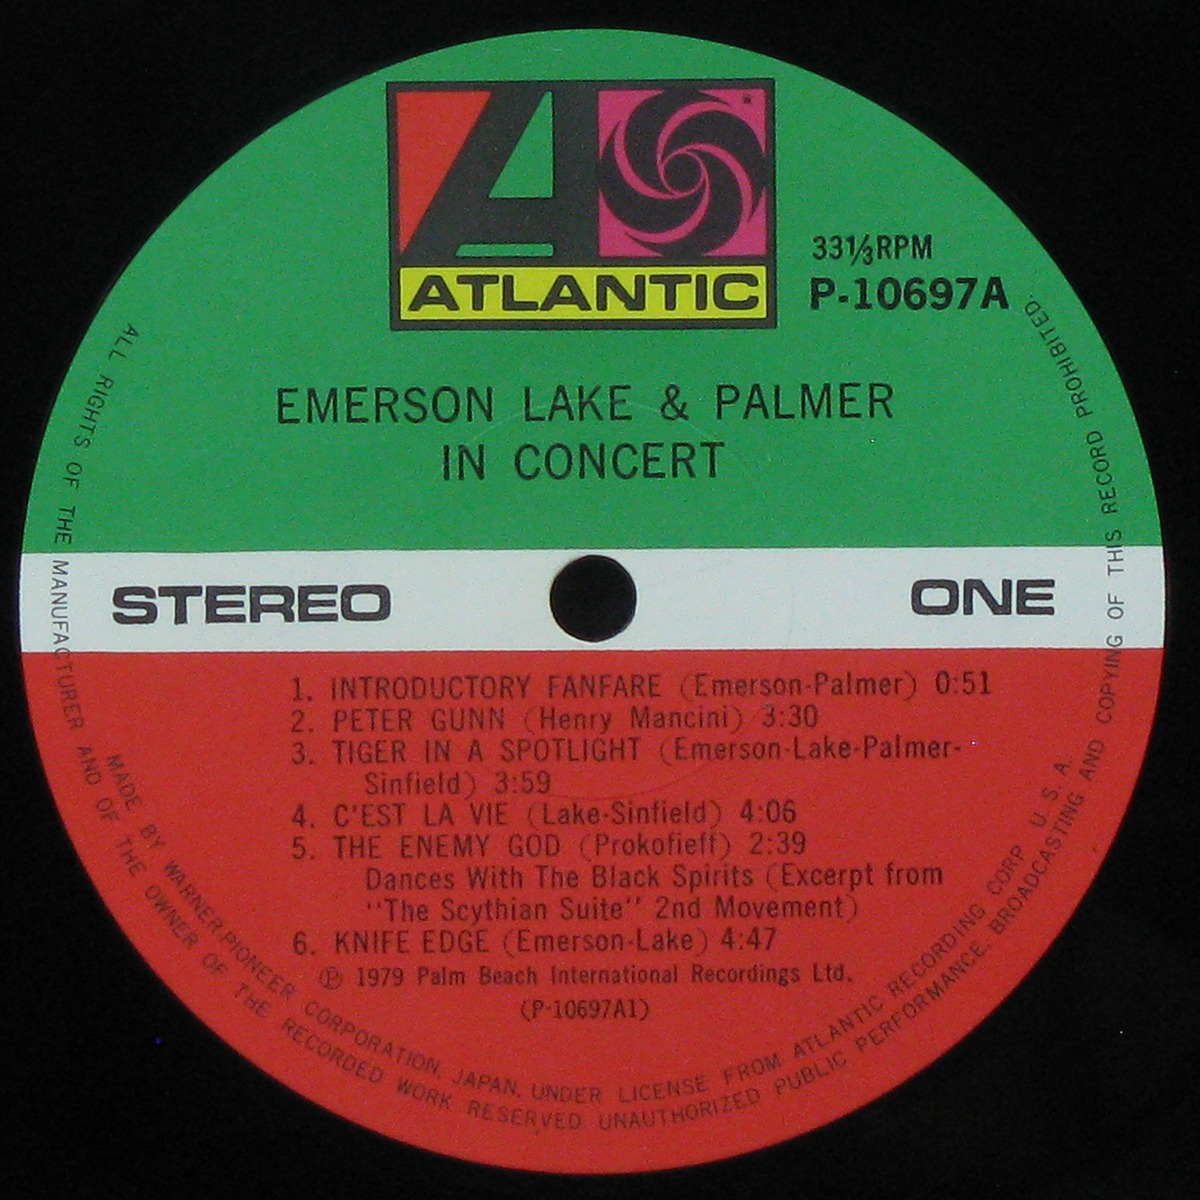 ATLANTIC
33⅓RPM
P-10697A
EMERSON LAKE & PALMER
IN CONCERT
STEREO
ONE
1. INTRODUCTORY FANFARE (Emerson-Palmer) 0:51
2. PETER GUNN (Henry Mancini) 3:30
3. TIGER IN A SPOTLIGHT (Emerson-Lake-Palmer-
Sinfield) 3:59
4. C'EST LA VIE (Lake-Sinfield) 4:06
5. THE ENEMY GOD (Prokofieff) 2:39
Dances With The Black Spirits (Excerpt from
"The Scythian Suite" 2nd Movement)
6. KNIFE EDGE (Emerson-Lake) 4:47
℗ 1979 Palm Beach International Recordings Ltd.
(P-10697A1)
MADE BY WARNER-PIONEER CORPORATION, JAPAN, UNDER LICENSE FROM ATLANTIC RECORDING CORP. U. S. A.
ALL RIGHTS OF THE MANUFACTURER AND OF THE OWNER OF THE RECORDED WORK RESERVED UNAUTHORIZED PUBLIC PERFORMANCE, BROADCASTING AND COPYING OF THIS RECORD PROHIBITED.